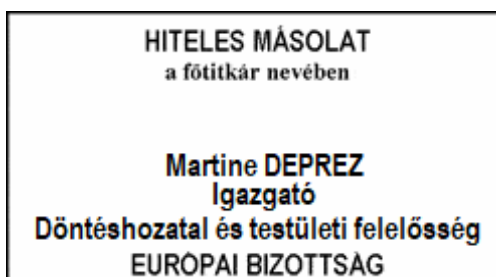 HITELES MÁSOLAT
a főtitkár nevében
Martine DEPREZ
Igazgató
Döntéshozatal és testületi felelősség
EURÓPAI BIZOTTSÁG